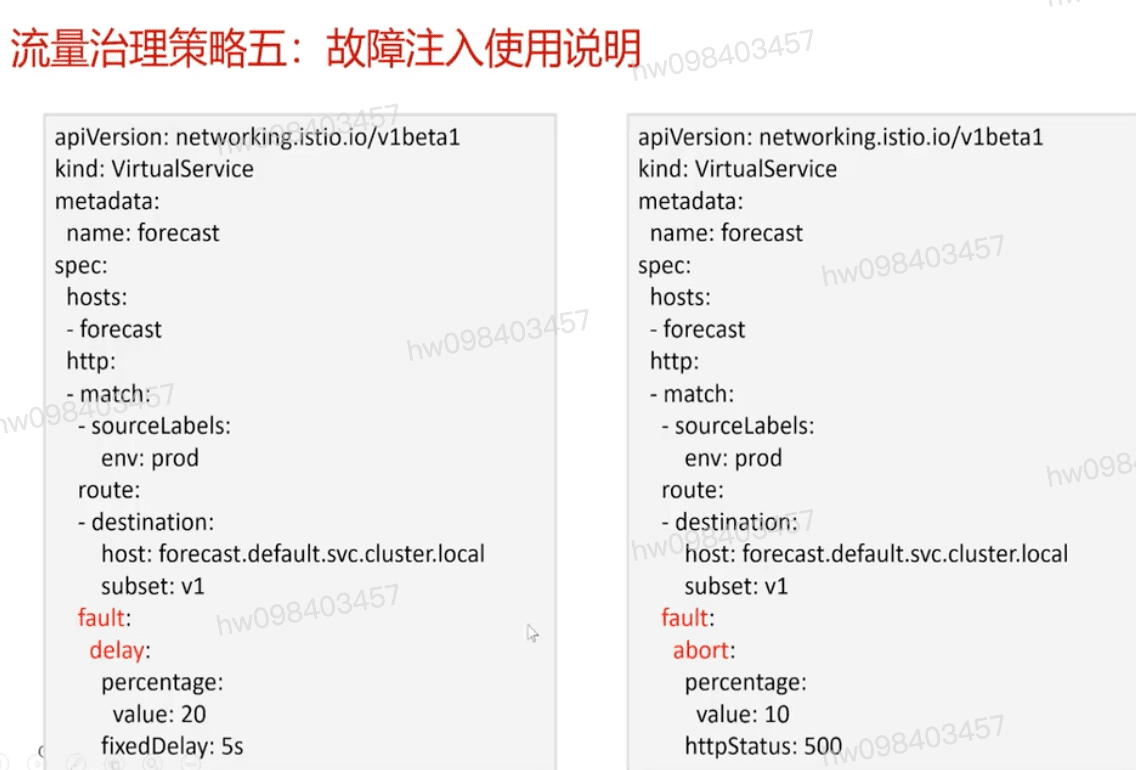 流量治理策略五：故障注入使用说明
apiVersion: networking.istio.io/v1beta1
kind: VirtualService
metadata:
  name: forecast
spec:
  hosts:
  - forecast
  http:
  - match:
    - sourceLabels:
        env: prod
    route:
    - destination:
        host: forecast.default.svc.cluster.local
        subset: v1
    fault:
      delay:
        percentage:
          value: 20
        fixedDelay: 5s
apiVersion: networking.istio.io/v1beta1
kind: VirtualService
metadata:
  name: forecast
spec:
  hosts:
  - forecast
  http:
  - match:
    - sourceLabels:
        env: prod
    route:
    - destination:
        host: forecast.default.svc.cluster.local
        subset: v1
    fault:
      abort:
        percentage:
          value: 10
        httpStatus: 500
hw098403457
hw098403457
hw098403457
hw098403457
hw098403457
hw098403457
hw098403457
hw098403457